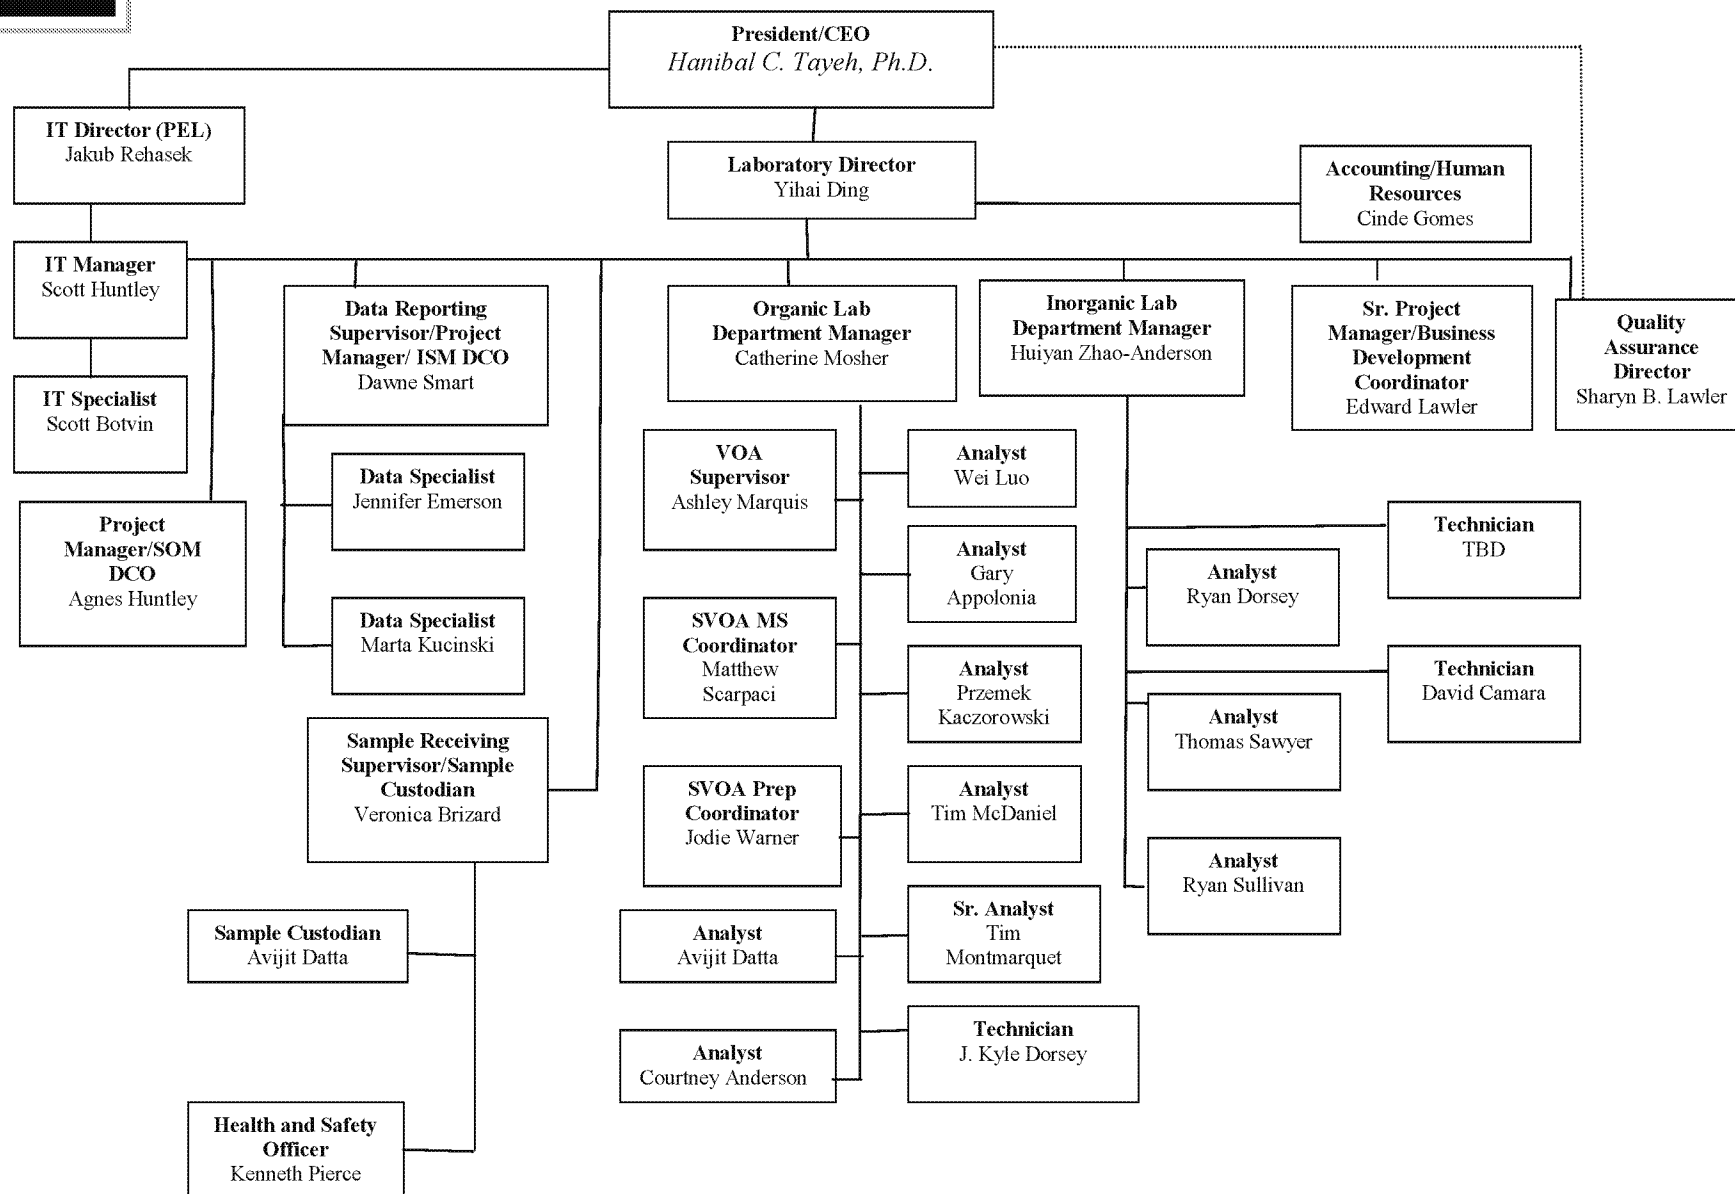 President/CEO
Hanibal C. Tayeh, Ph.D.
IT Director (PEL)
Jakub Rehasek
Laboratory Director
Yihai Ding
Accounting/Human
Resources
Cinde Gomes
IT Manager
Scott Huntley
IT Specialist
Scott Botvin
Project
Manager/SOM
DCO
Agnes Huntley
Data Reporting
Supervisor/Project
Manager/ ISM DCO
Dawne Smart
Data Specialist
Jennifer Emerson
Data Specialist
Marta Kucinski
Sample Receiving
Supervisor/Sample
Custodian
Veronica Brizard
Sample Custodian
Avijit Datta
Health and Safety
Officer
Kenneth Pierce
Organic Lab
Department Manager
Catherine Mosher
VOA
Supervisor
Ashley Marquis
SVOA MS
Coordinator
Matthew
Scarpaci
SVOA Prep
Coordinator
Jodie Warner
Analyst
Avijit Datta
Analyst
Courtney Anderson
Analyst
Wei Luo
Analyst
Gary
Appolonia
Analyst
Przemek
Kaczorowski
Analyst
Tim McDaniel
Sr. Analyst
Tim
Montmarquet
Technician
J. Kyle Dorsey
Inorganic Lab
Department Manager
Huiyan Zhao-Anderson
Technician
TBD
Analyst
Ryan Dorsey
Technician
David Camara
Analyst
Thomas Sawyer
Analyst
Ryan Sullivan
Sr. Project
Manager/Business
Development
Coordinator
Edward Lawler
Quality
Assurance
Director
Sharyn B. Lawler